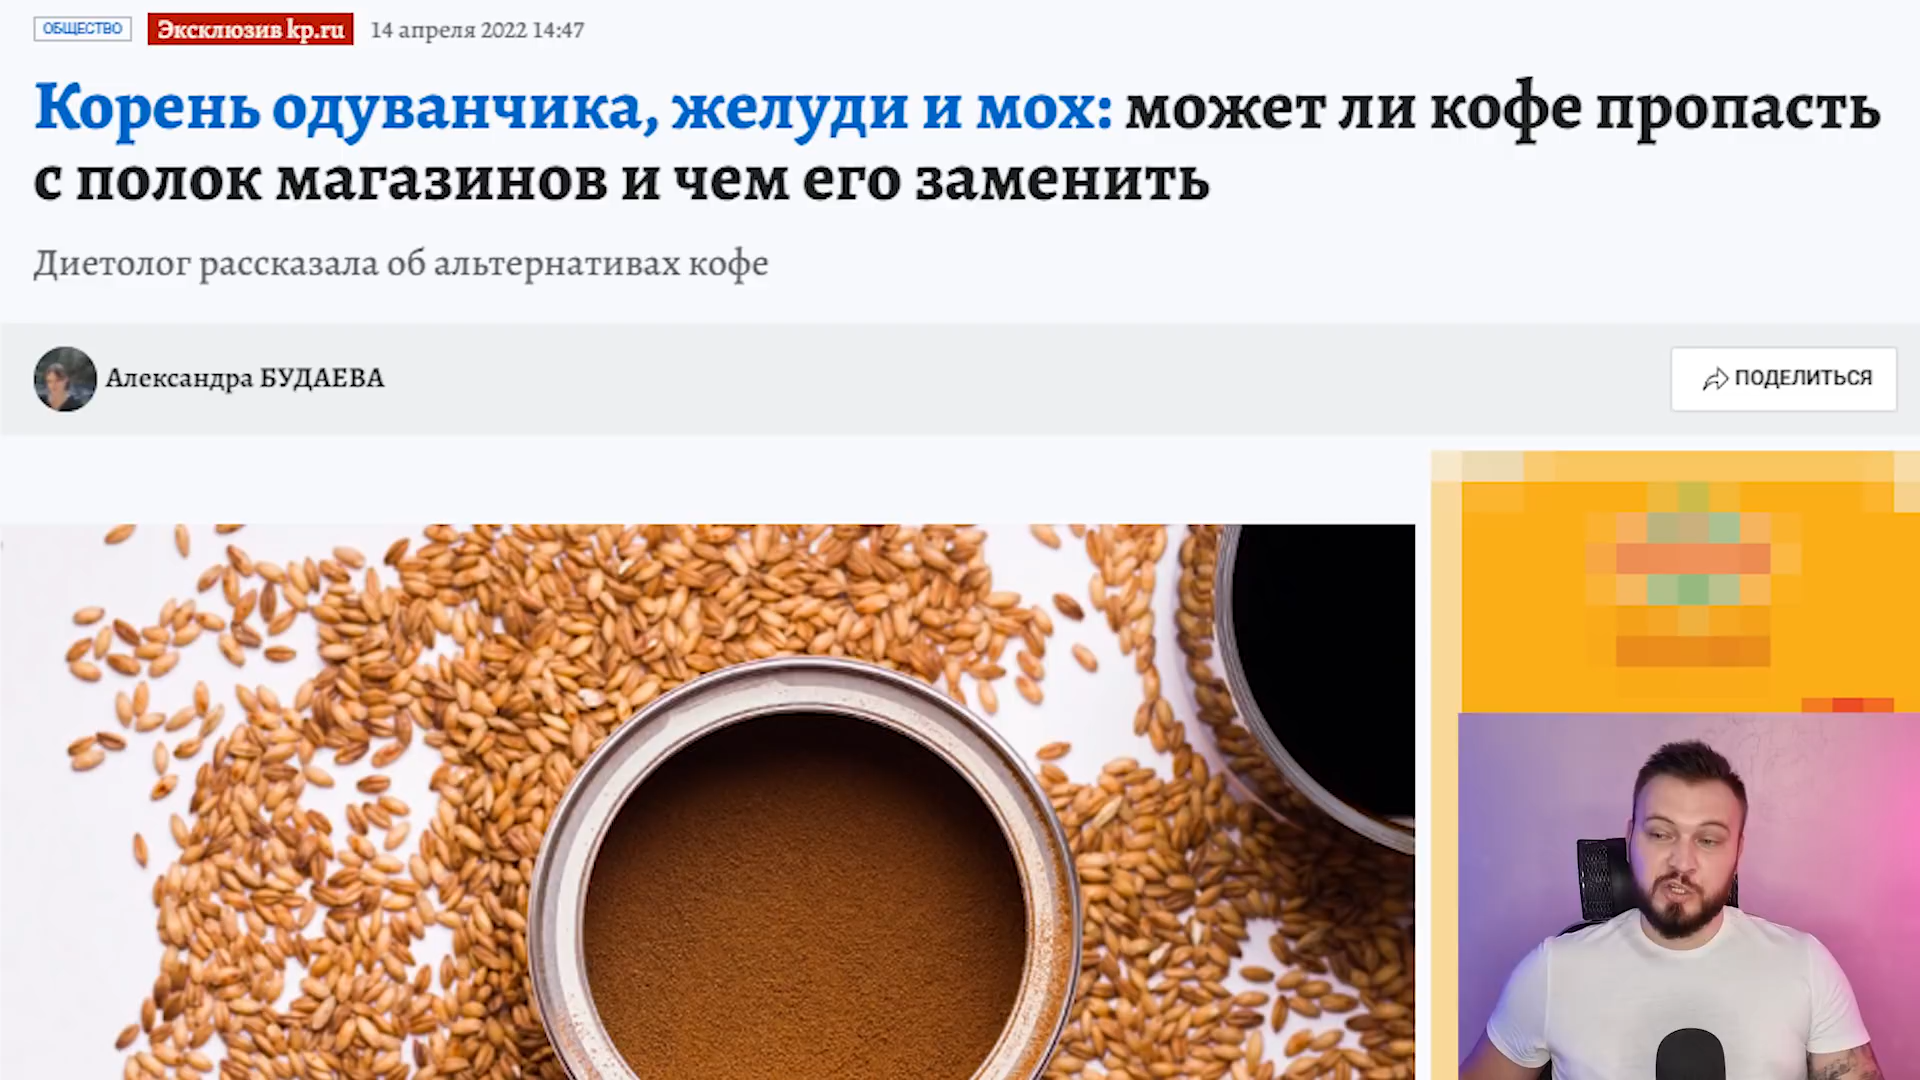 ОБЩЕСТВО Эксклюзив kp.ru 14 апреля 2022 14:47
Корень одуванчика, желуди и мох: может ли кофе пропасть
с полок магазинов и чем его заменить
Диетолог рассказала об альтернативах кофе
Александра БУДАЕВА
ПОДЕЛИТЬСЯ